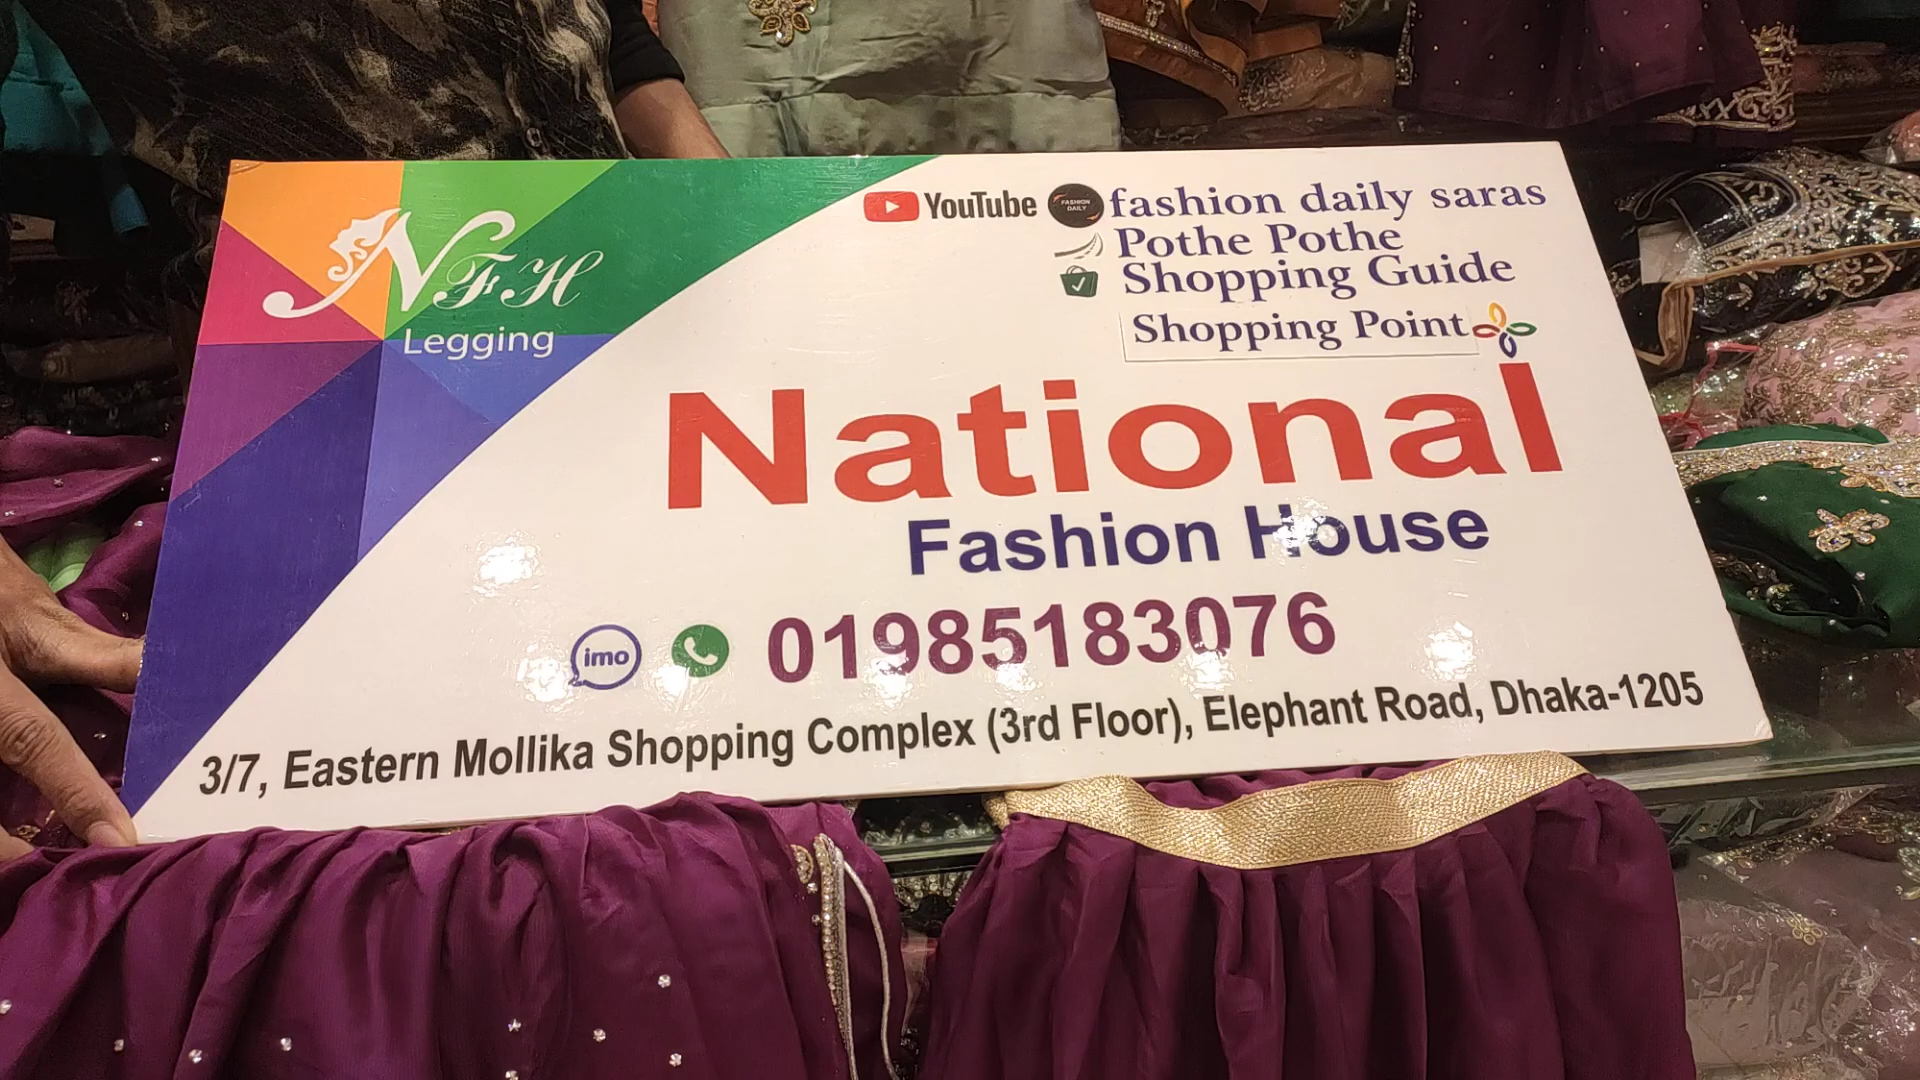 NFH
Legging
YouTube FASHION DAILY fashion daily saras
Pothe Pothe
Shopping Guide
Shopping Point
National
Fashion House
imo 01985183076
3/7, Eastern Mollika Shopping Complex (3rd Floor), Elephant Road, Dhaka-1205